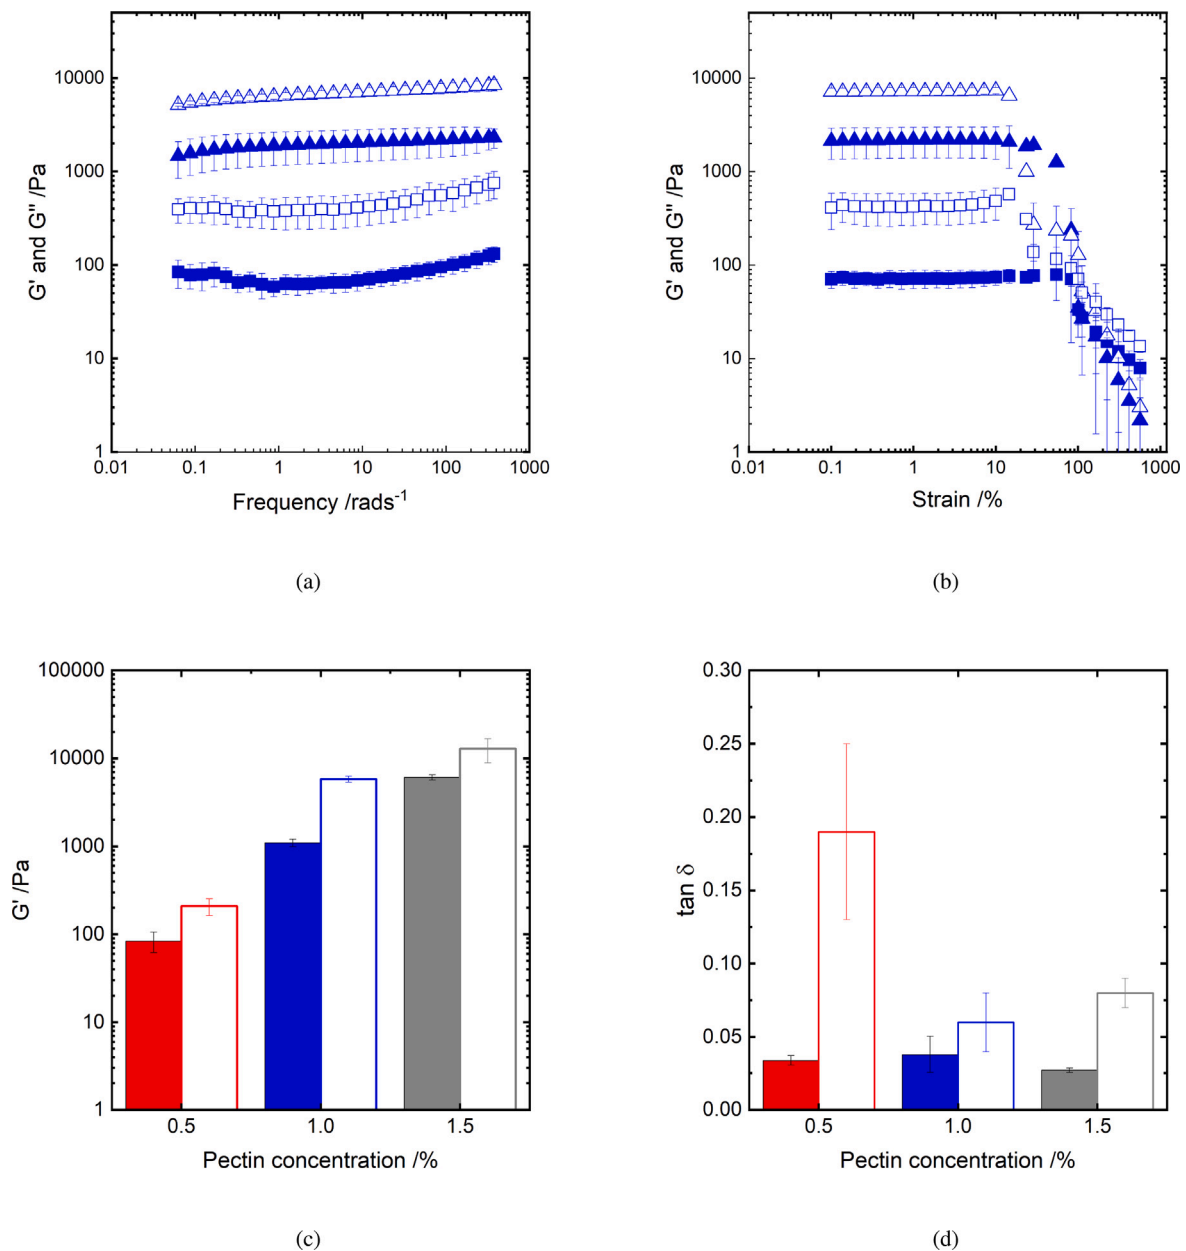 10000
1000
100
10
1
G' and G'' /Pa
0.01 0.1 1 10 100 1000
Frequency /rads-1
(a)
10000
1000
100
10
1
G' and G'' /Pa
0.01 0.1 1 10 100 1000
Strain /%
(b)
100000
10000
1000
100
10
1
G' /Pa
0.5 1.0 1.5
Pectin concentration /%
(c)
0.30
0.25
0.20
0.15
0.10
0.05
0.00
tan δ
0.5 1.0 1.5
Pectin concentration /%
(d)